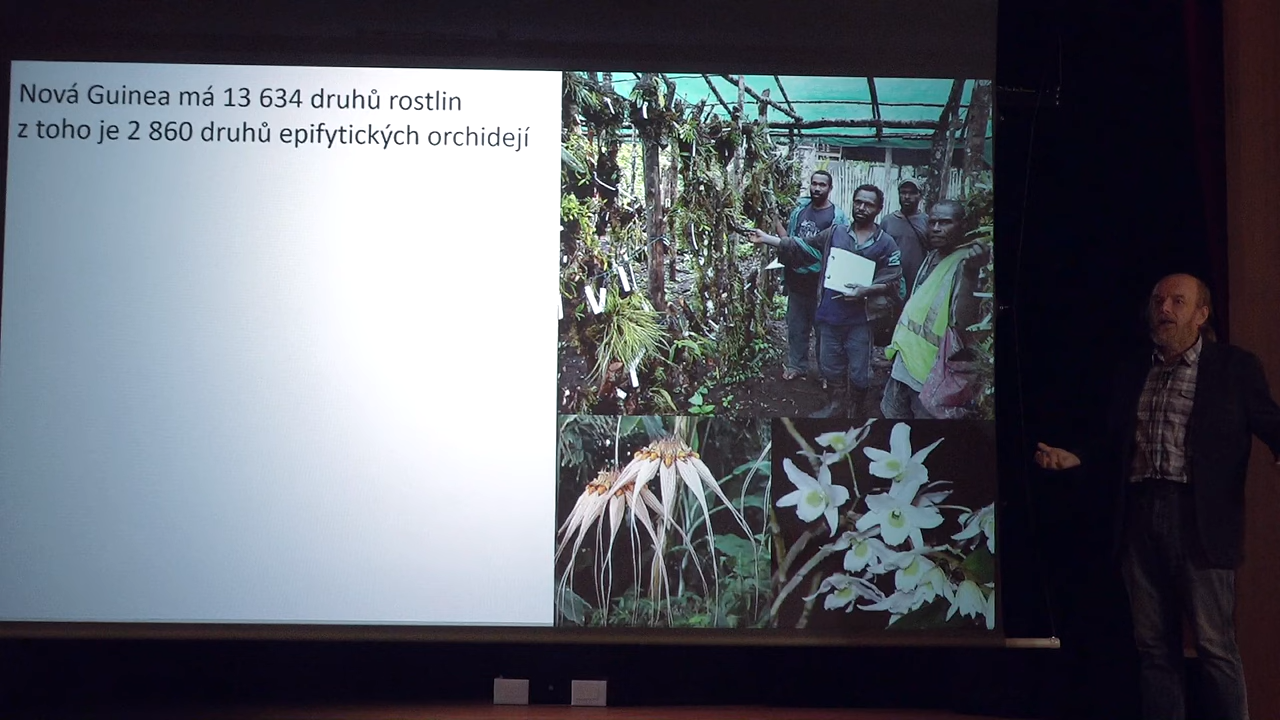 Nová Guinea má 13 634 druhů rostlin
z toho je 2 860 druhů epifytických orchidejí